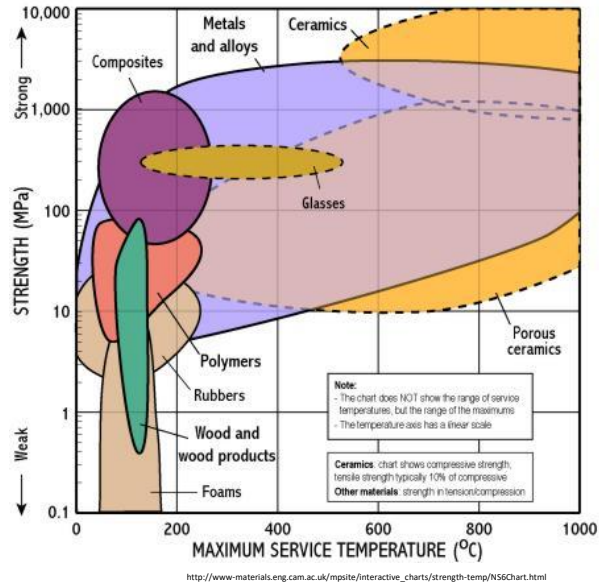 10,000
1,000
100
10
1
0.1
Strong
STRENGTH (MPa)
Weak
Metals
and alloys
Ceramics
Composites
Glasses
Porous
ceramics
Polymers
Rubbers
Wood and
wood products
Foams
Note:
- The chart does NOT show the range of service
temperatures, but the range of the maximums
- The temperature axis has a linear scale
Ceramics: chart shows compressive strength,
tensile strength typically 10% of compressive
Other materials: strength in tension/compression
0
200
400
600
800
1000
MAXIMUM SERVICE TEMPERATURE (°C)
http://www-materials.eng.cam.ac.uk/mpsite/interactive_charts/strength-temp/NS6Chart.html